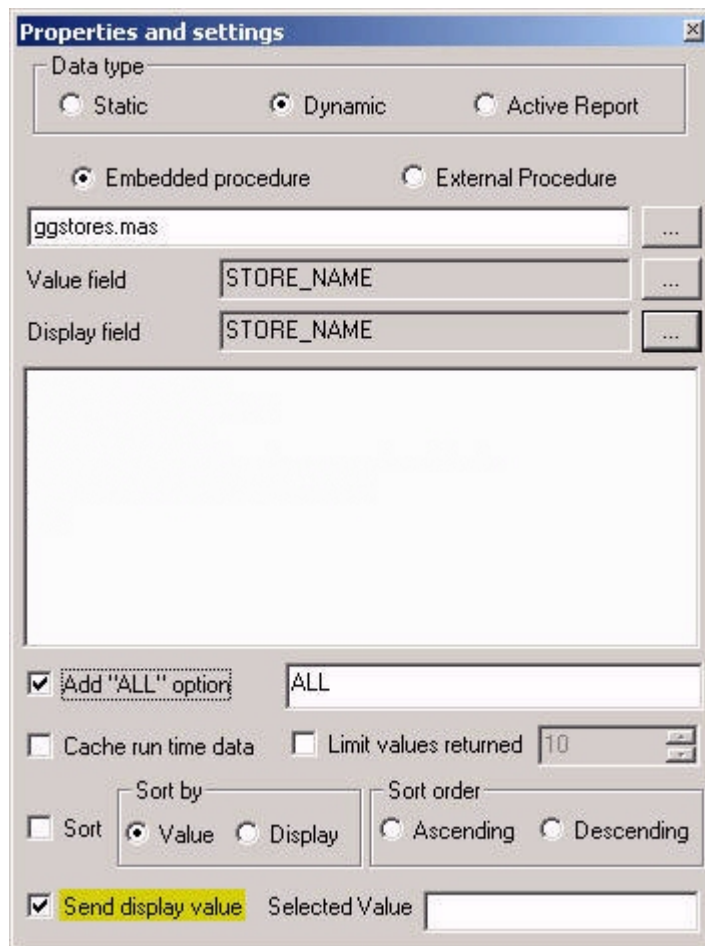 Properties and settings
Data type
Static Dynamic Active Report
Embedded procedure External Procedure
ggstores.mas ...
Value field STORE_NAME ...
Display field STORE_NAME ...
Add "ALL" option ALL
Cache run time data Limit values returned 10
Sort by Sort order
Sort Value Display Ascending Descending
Send display value Selected Value